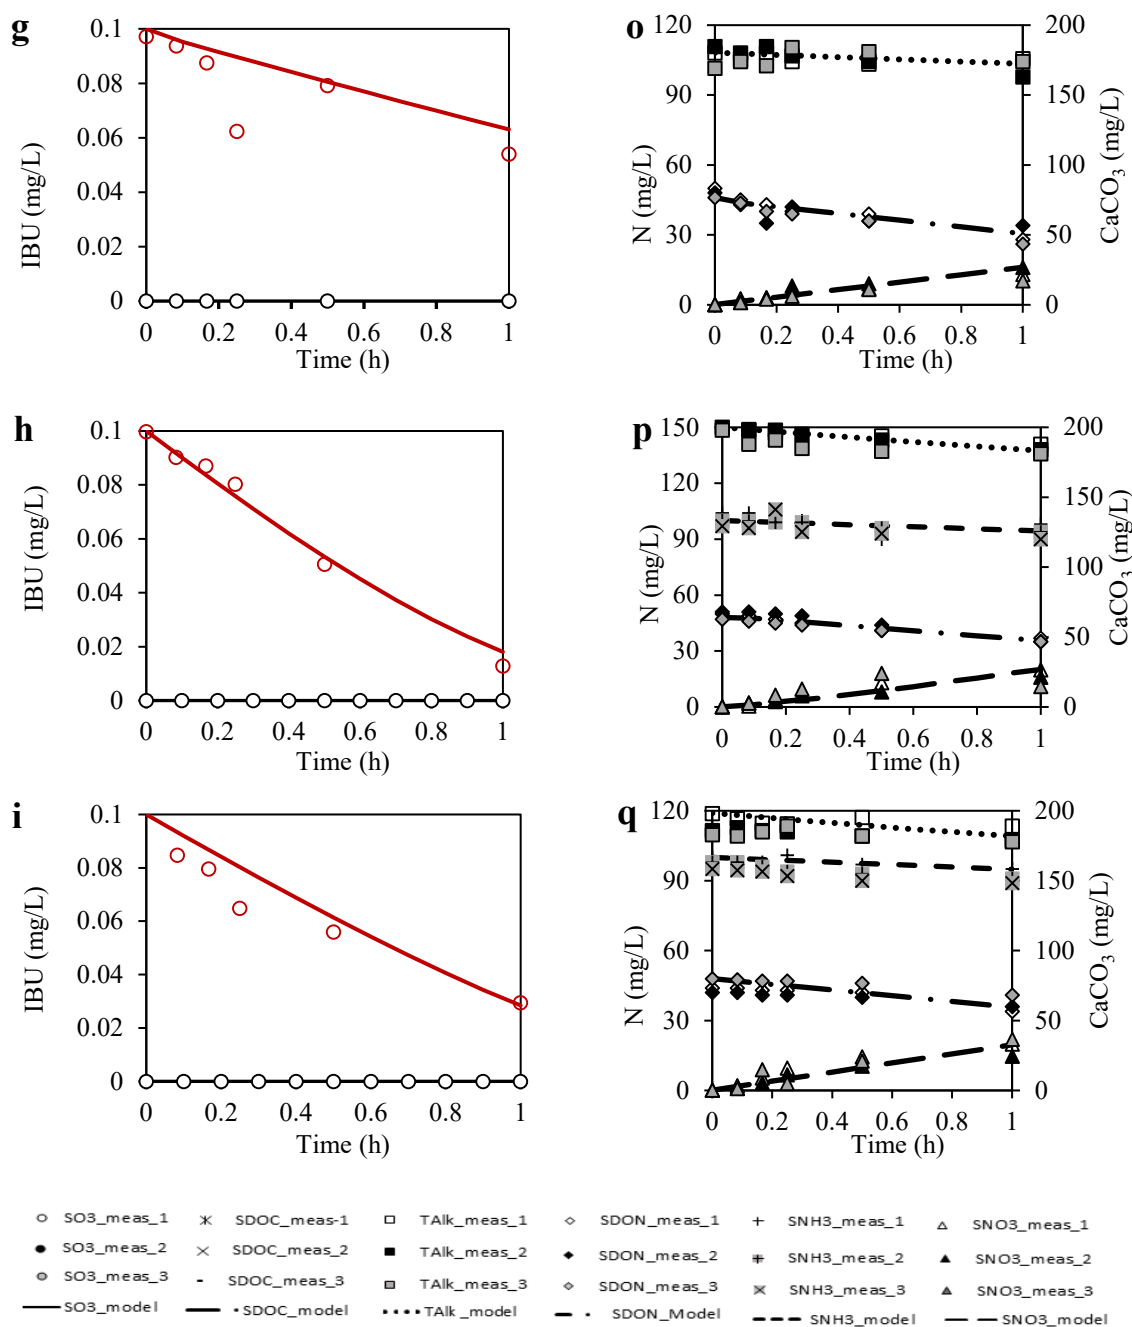 g
0.1
0.08
0.06
0.04
0.02
0
IBU (mg/L)
0 0.2 0.4 0.6 0.8 1
Time (h)
o
120
90
60
30
0
N (mg/L)
200
150
100
50
0
CaCO3 (mg/L)
0 0.2 0.4 0.6 0.8 1
Time (h)
h
0.1
0.08
0.06
0.04
0.02
0
IBU (mg/L)
0 0.2 0.4 0.6 0.8 1
Time (h)
p
150
120
90
60
30
0
N (mg/L)
200
150
100
50
0
CaCO3 (mg/L)
0 0.2 0.4 0.6 0.8 1
Time (h)
i
0.1
0.08
0.06
0.04
0.02
0
IBU (mg/L)
0 0.2 0.4 0.6 0.8 1
Time (h)
q
120
90
60
30
0
N (mg/L)
200
150
100
50
0
CaCO3 (mg/L)
0 0.2 0.4 0.6 0.8 1
Time (h)
SO3_meas_1 SDOC_meas-1 TAlk_meas_1 SDON_meas_1 SNH3_meas_1 SNO3_meas_1
SO3_meas_2 SDOC_meas_2 TAlk_meas_2 SDON_meas_2 SNH3_meas_2 SNO3_meas_2
SO3_meas_3 SDOC_meas_3 TAlk_meas_3 SDON_meas_3 SNH3_meas_3 SNO3_meas_3
SO3_model SDOC_model TAlk_model SDON_Model SNH3_model SNO3_model